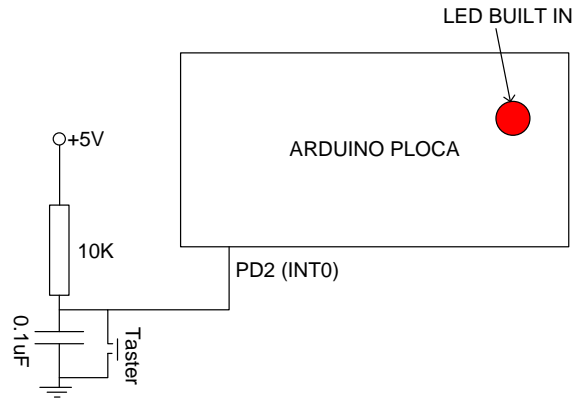 LED BUILT IN
ARDUINO PLOCA
+5V
10K
PD2 (INT0)
0.1uF
Taster